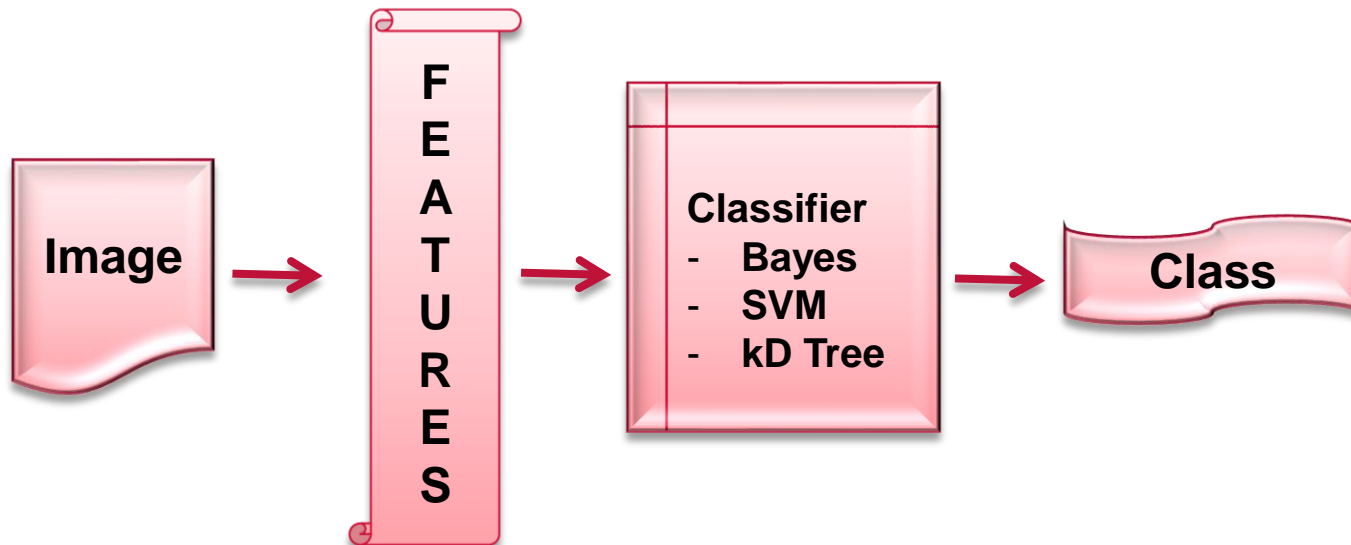 Image
F
E
A
T
U
R
E
S
Classifier
- Bayes
- SVM
- kD Tree
Class